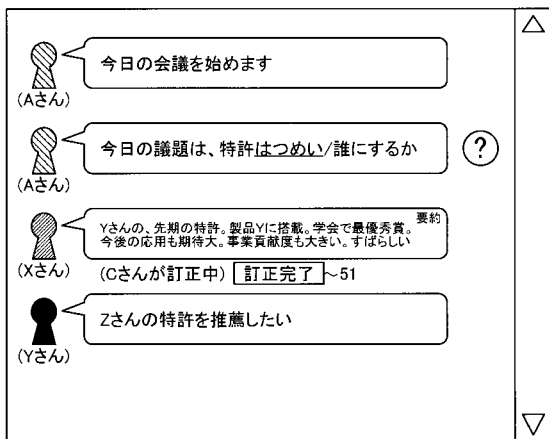 今日の会議を始めます
(Aさん)
今日の議題は、特許はつめい/誰にするか
?
(Aさん)
要約
Yさんの、先期の特許。製品Yに搭載。学会で最優秀賞。
今後の応用も期待大。事業貢献度も大きい。すばらしい
(Xさん)
(Cさんが訂正中) 訂正完了 ~51
Zさんの特許を推薦したい
(Yさん)